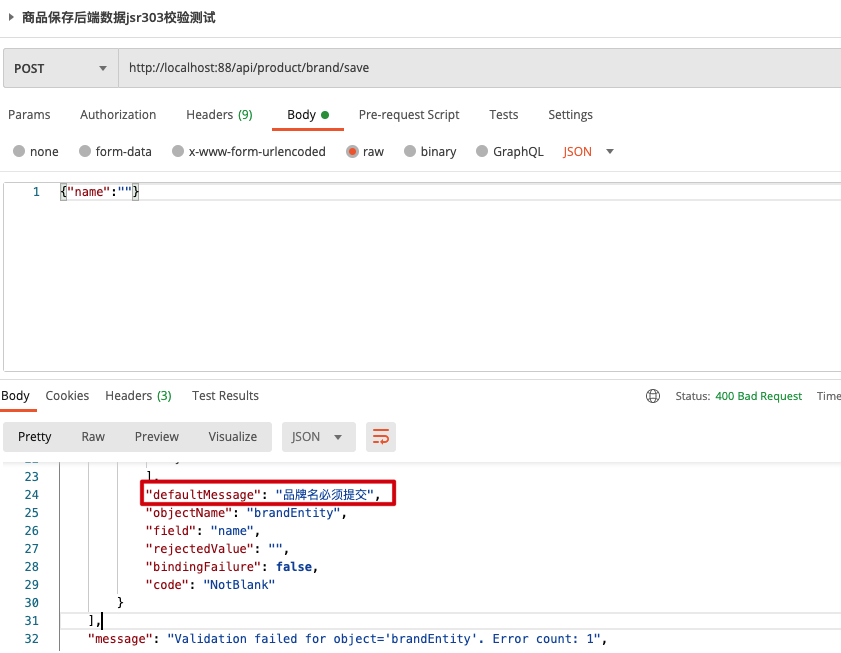 商品保存后端数据jsr303校验测试
POST http://localhost:88/api/product/brand/save
Params Authorization Headers (9) Body Pre-request Script Tests Settings
none form-data x-www-form-urlencoded raw binary GraphQL JSON
1 {"name":""}
Body Cookies Headers (3) Test Results Status: 400 Bad Request Time
Pretty Raw Preview Visualize JSON
23 ],
24 "defaultMessage": "品牌名必须提交",
25 "objectName": "brandEntity",
26 "field": "name",
27 "rejectedValue": "",
28 "bindingFailure": false,
29 "code": "NotBlank"
30 }
31 ],
32 "message": "Validation failed for object='brandEntity'. Error count: 1",